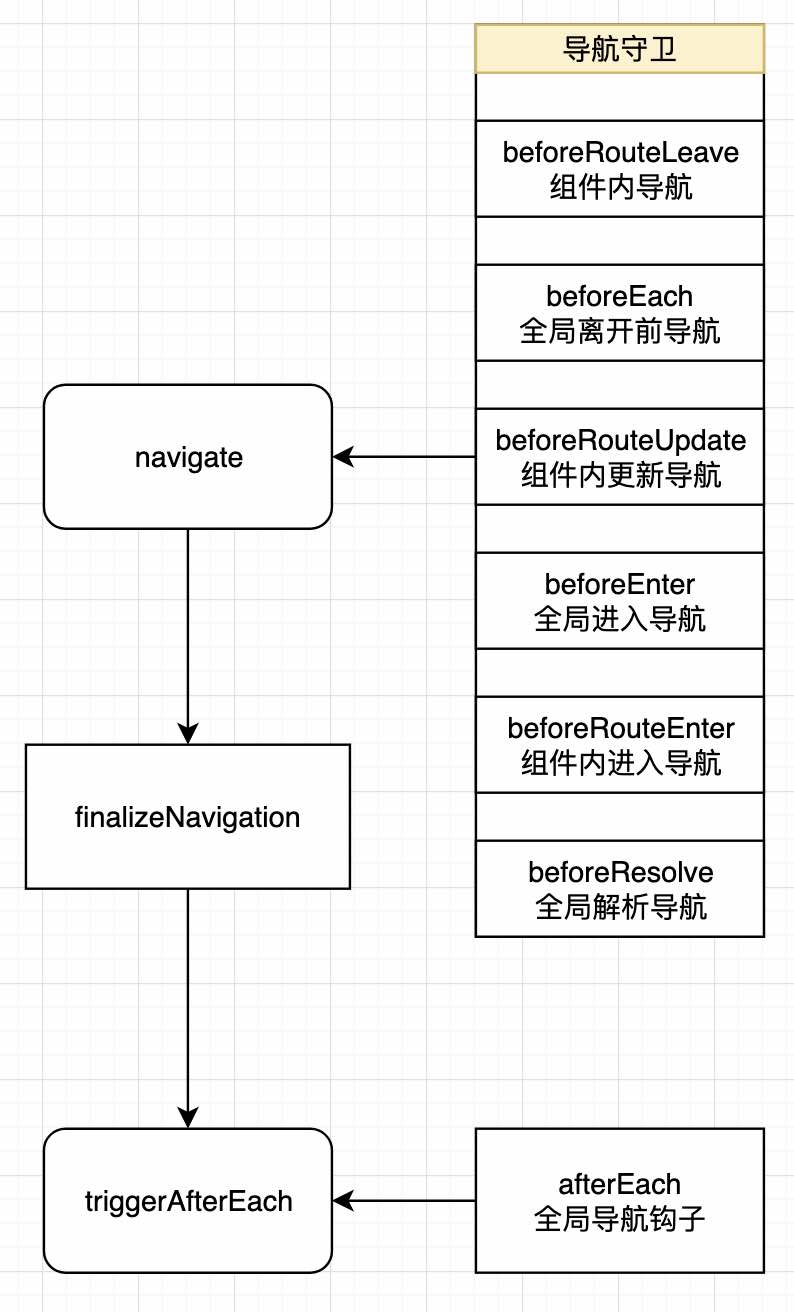 导航守卫
beforeRouteLeave
组件内导航
beforeEach
全局离开前导航
navigate
beforeRouteUpdate
组件内更新导航
beforeEnter
全局进入导航
beforeRouteEnter
组件内进入导航
finalizeNavigation
beforeResolve
全局解析导航
triggerAfterEach
afterEach
全局导航钩子